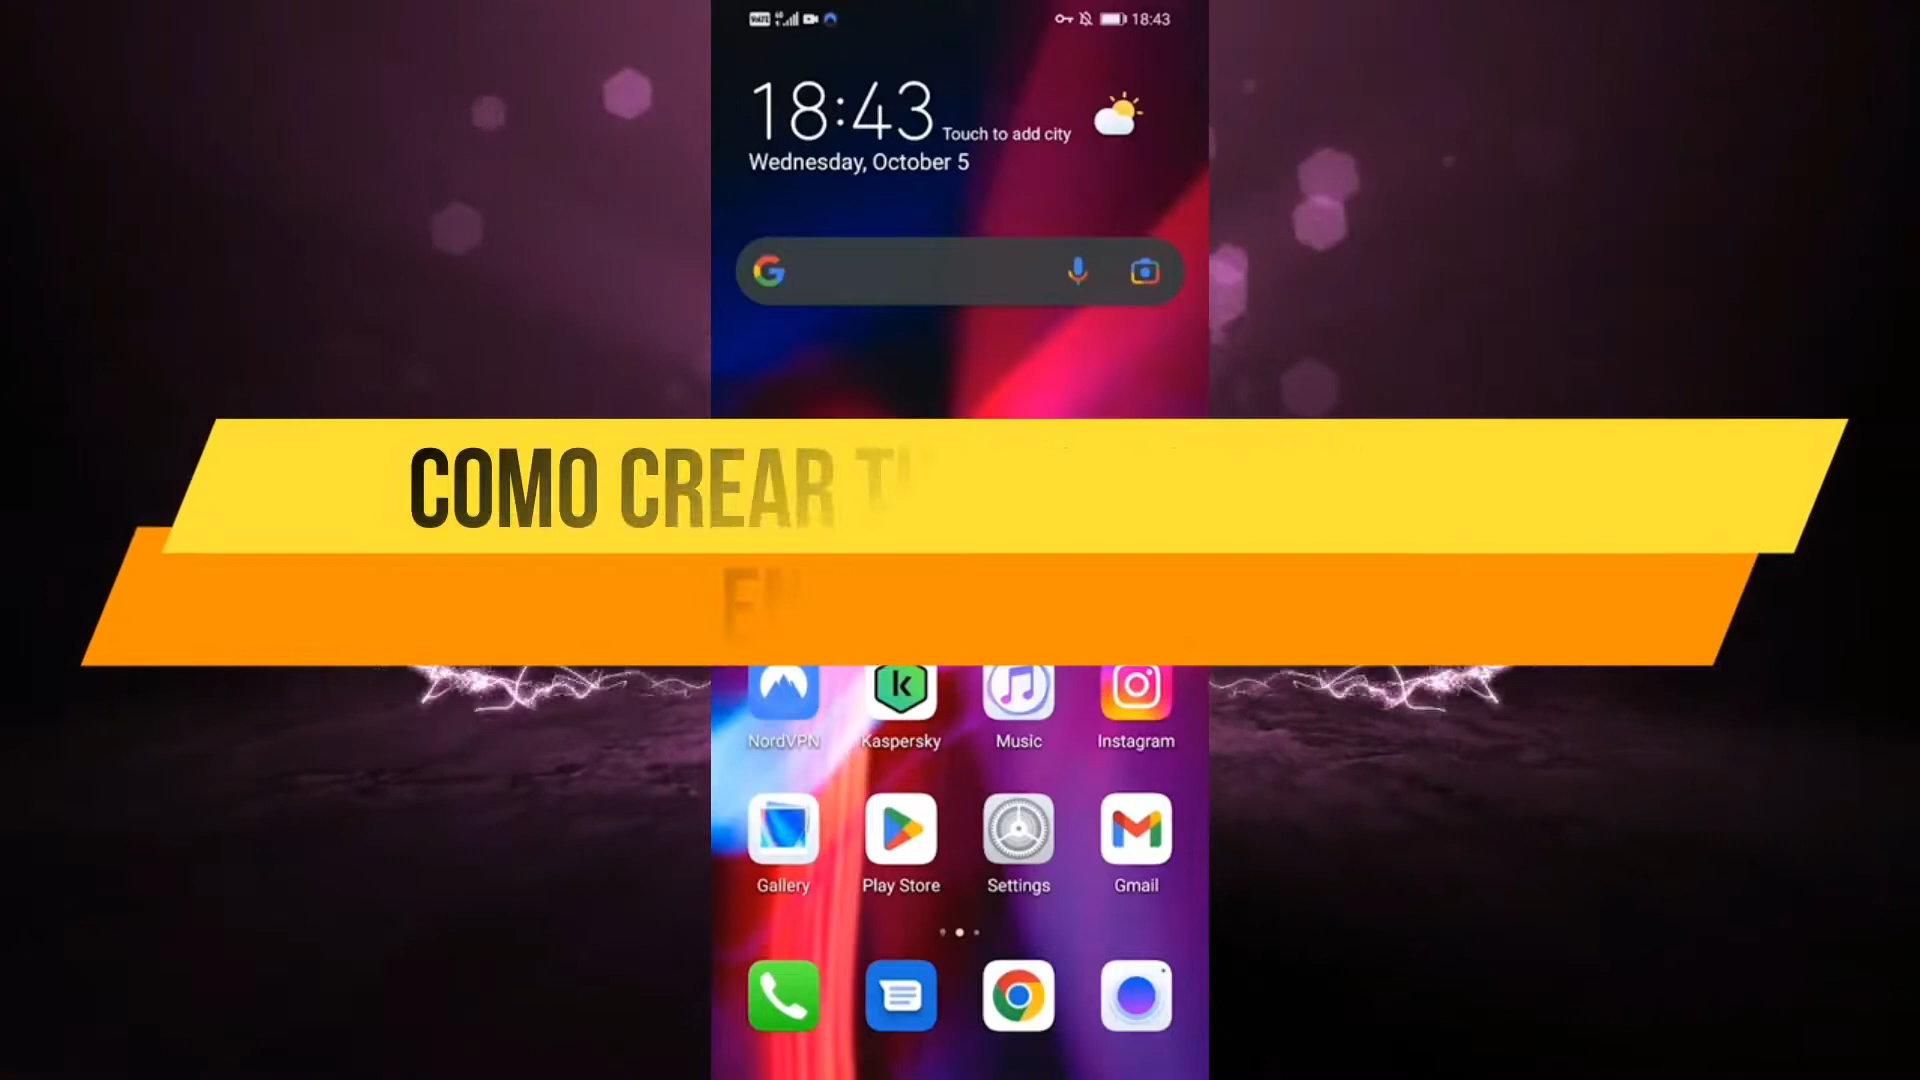 VoLTE 18:43
18:43 Touch to add city
Wednesday, October 5
COMO CREAR
NordVPN Kaspersky Music Instagram
Gallery Play Store Settings Gmail